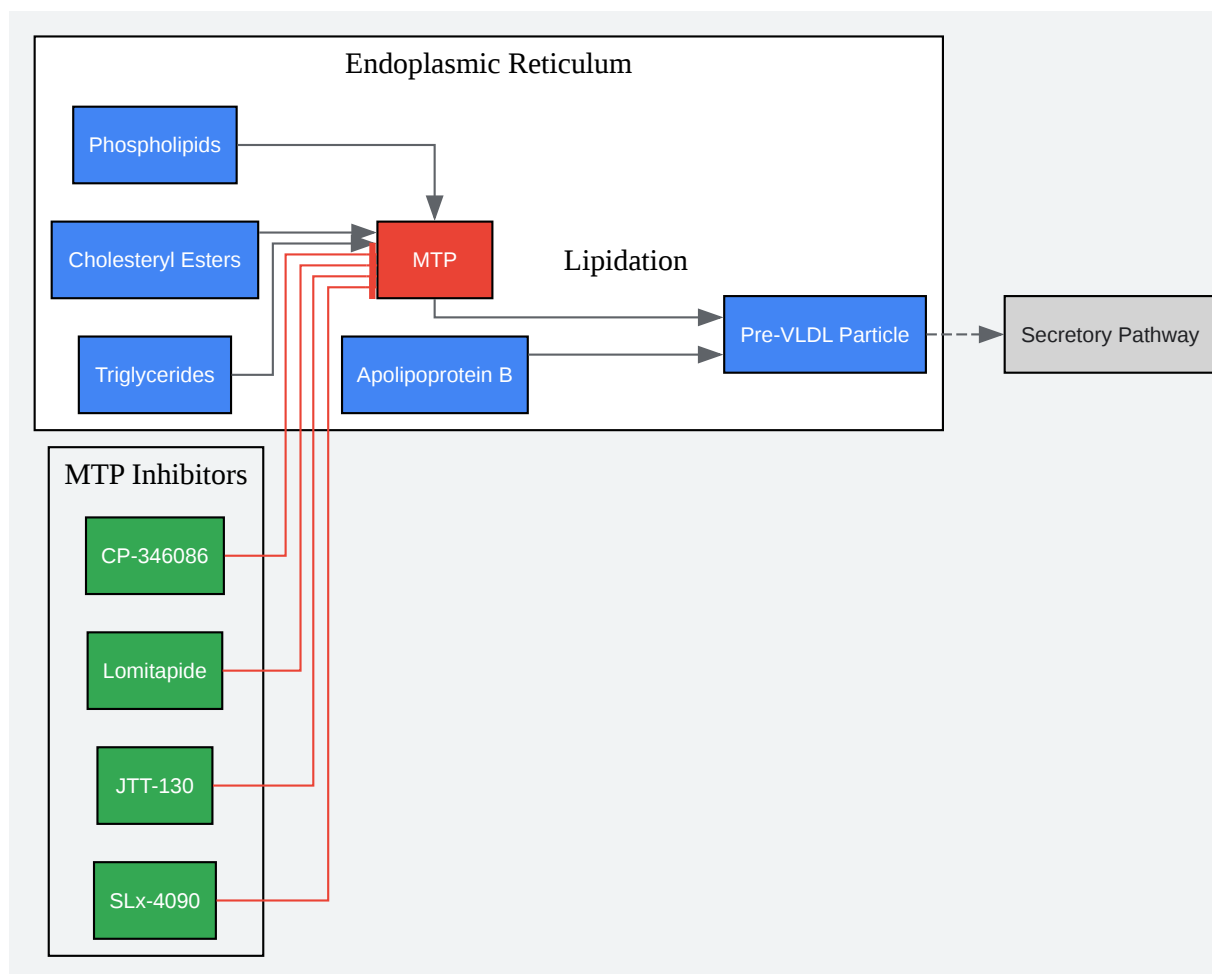 Endoplasmic Reticulum
Phospholipids
Cholesteryl Esters
MTP
Lipidation
Triglycerides
Apolipoprotein B
Pre-VLDL Particle
Secretory Pathway
MTP Inhibitors
CP-346086
Lomitapide
JTT-130
SLx-4090